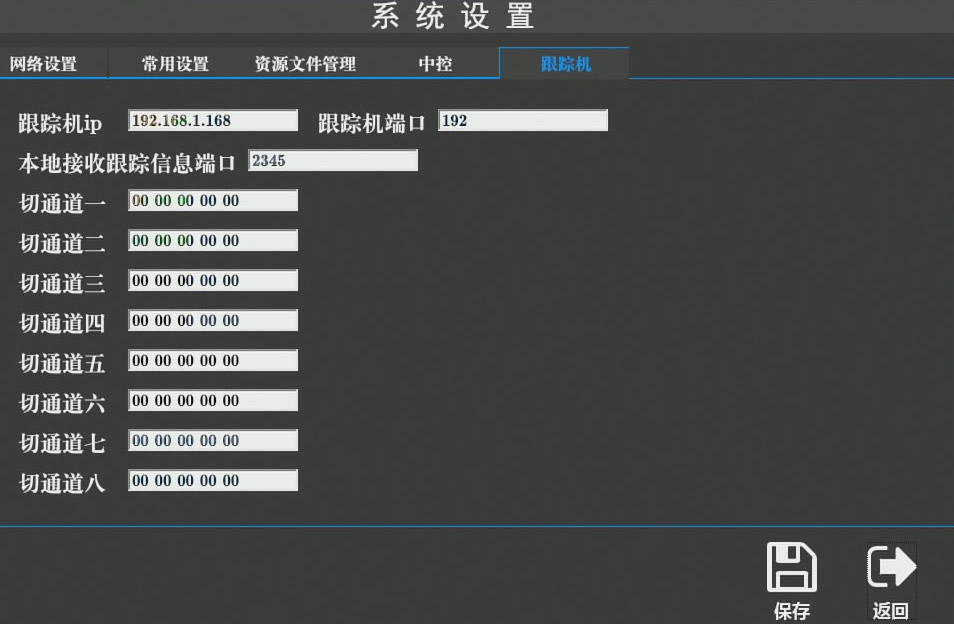 系统设置
网络设置 常用设置 资源文件管理 中控 跟踪机
跟踪机ip 192.168.1.168 跟踪机端口 192
本地接收跟踪信息端口 2345
切通道一 00 00 00 00 00
切通道二 00 00 00 00 00
切通道三 00 00 00 00 00
切通道四 00 00 00 00 00
切通道五 00 00 00 00 00
切通道六 00 00 00 00 00
切通道七 00 00 00 00 00
切通道八 00 00 00 00 00
保存 返回